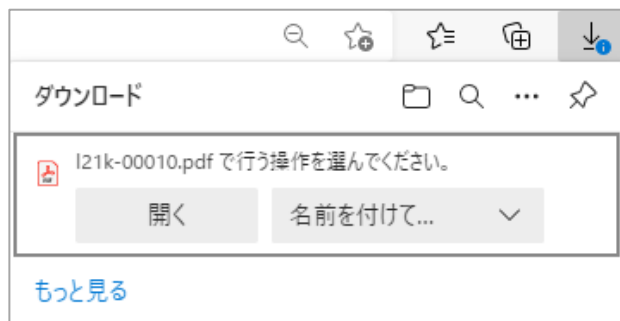 ダウンロード
l21k-00010.pdf で行う操作を選んでください。
開く
名前を付けて...
もっと見る